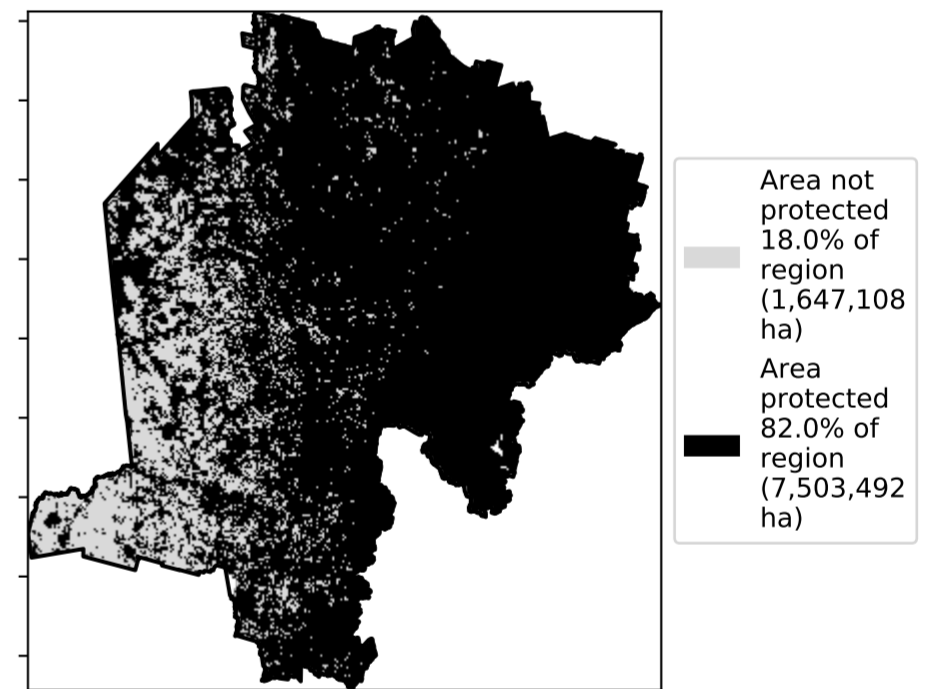 Area not
protected
18.0% of
region
(1,647,108
ha)
Area
protected
82.0% of
region
(7,503,492
ha)